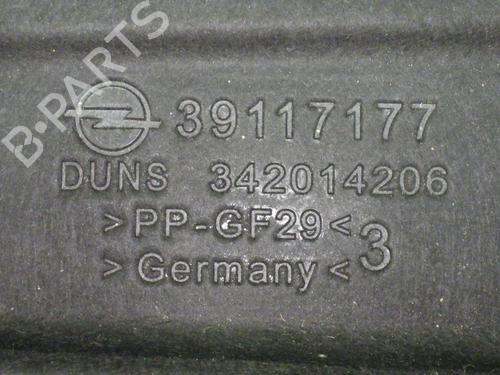 B-PARTS
39117177
DUNS 342014206
>PP-GF29<
3
>Germany<